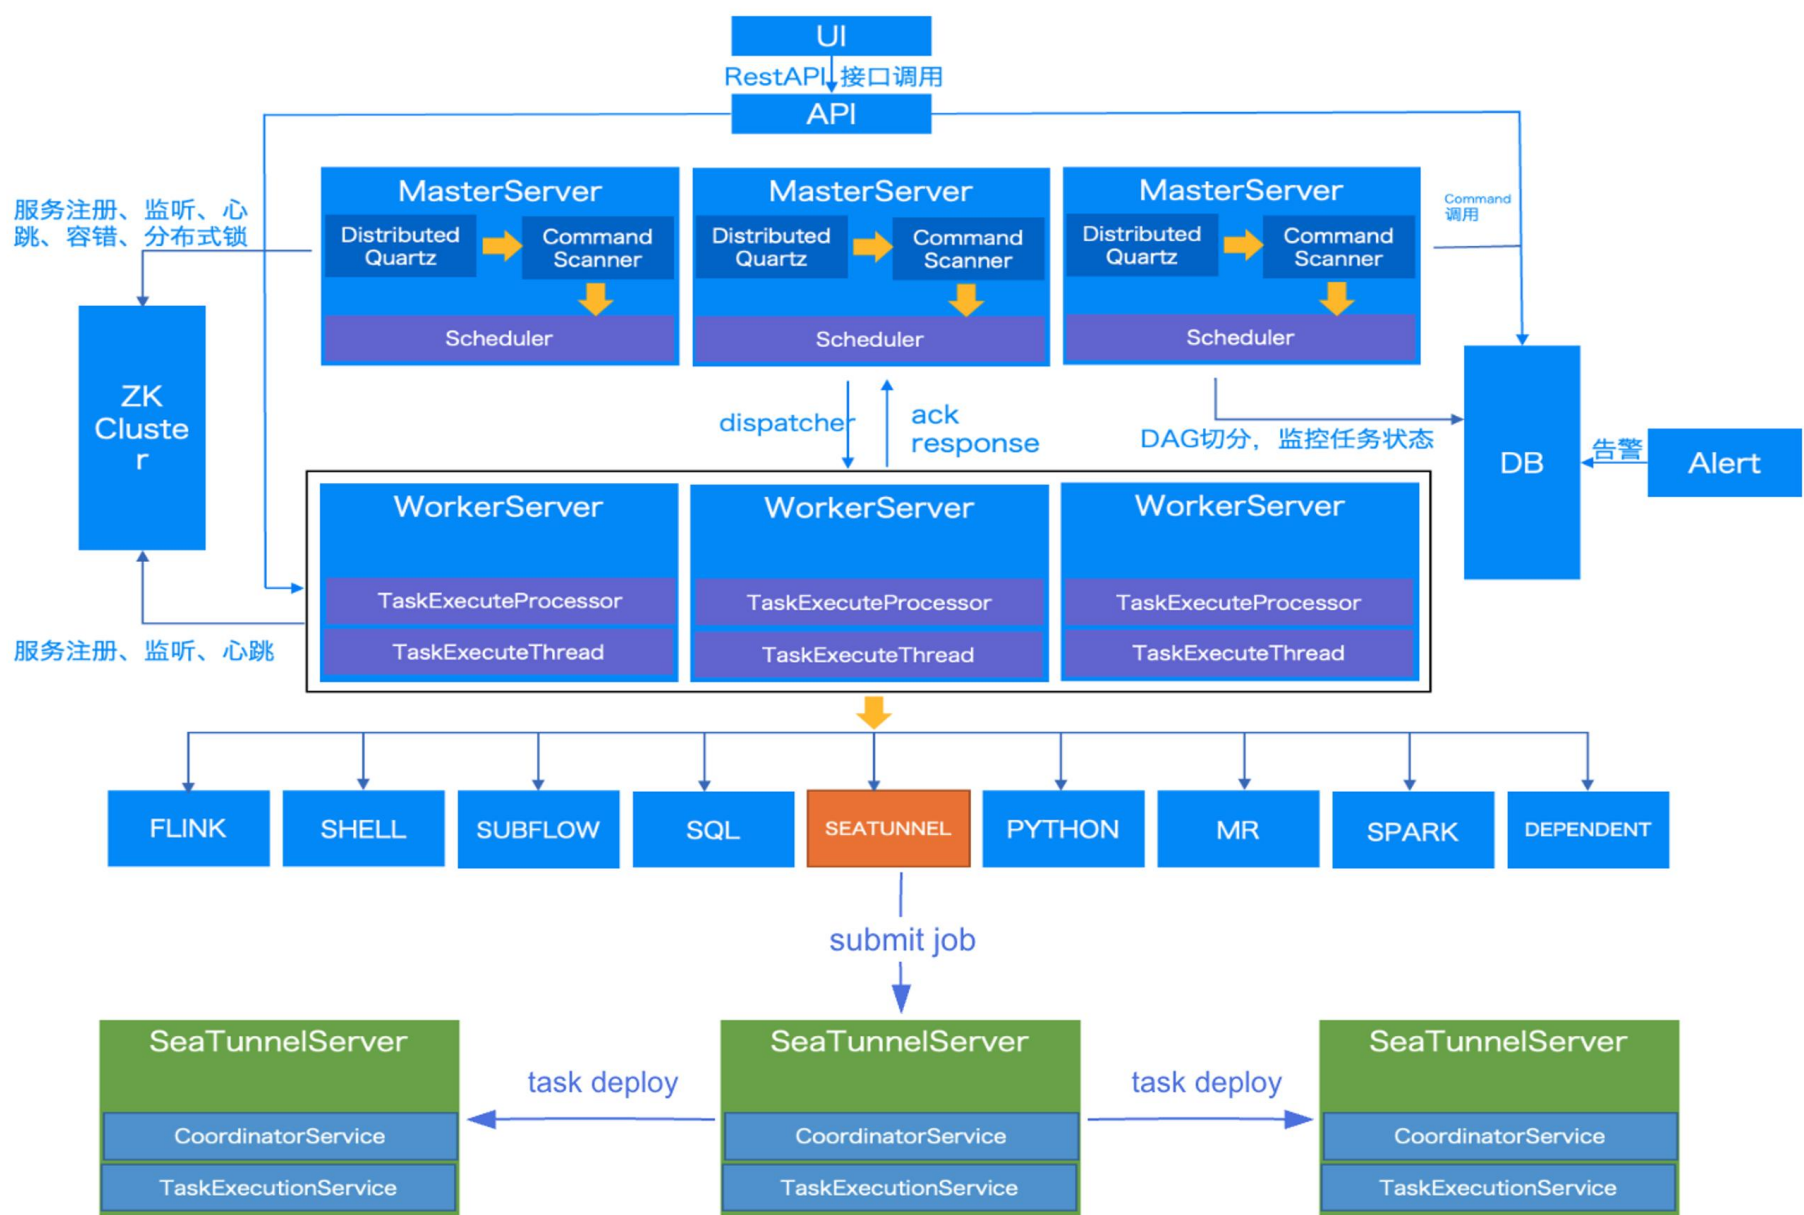 UI
RestAPI 接口调用
API
服务注册、监听、心
跳、容错、分布式锁
MasterServer
Distributed
Quartz
Command
Scanner
Scheduler
MasterServer
Distributed
Quartz
Command
Scanner
Scheduler
MasterServer
Distributed
Quartz
Command
Scanner
Scheduler
Command
调用
ZK
Cluste
r
dispatcher
ack
response
DAG切分，监控任务状态
DB
告警
Alert
WorkerServer
TaskExecuteProcessor
TaskExecuteThread
WorkerServer
TaskExecuteProcessor
TaskExecuteThread
WorkerServer
TaskExecuteProcessor
TaskExecuteThread
服务注册、监听、心跳
FLINK
SHELL
SUBFLOW
SQL
SEATUNNEL
PYTHON
MR
SPARK
DEPENDENT
submit job
SeaTunnelServer
CoordinatorService
TaskExecutionService
task deploy
SeaTunnelServer
CoordinatorService
TaskExecutionService
task deploy
SeaTunnelServer
CoordinatorService
TaskExecutionService